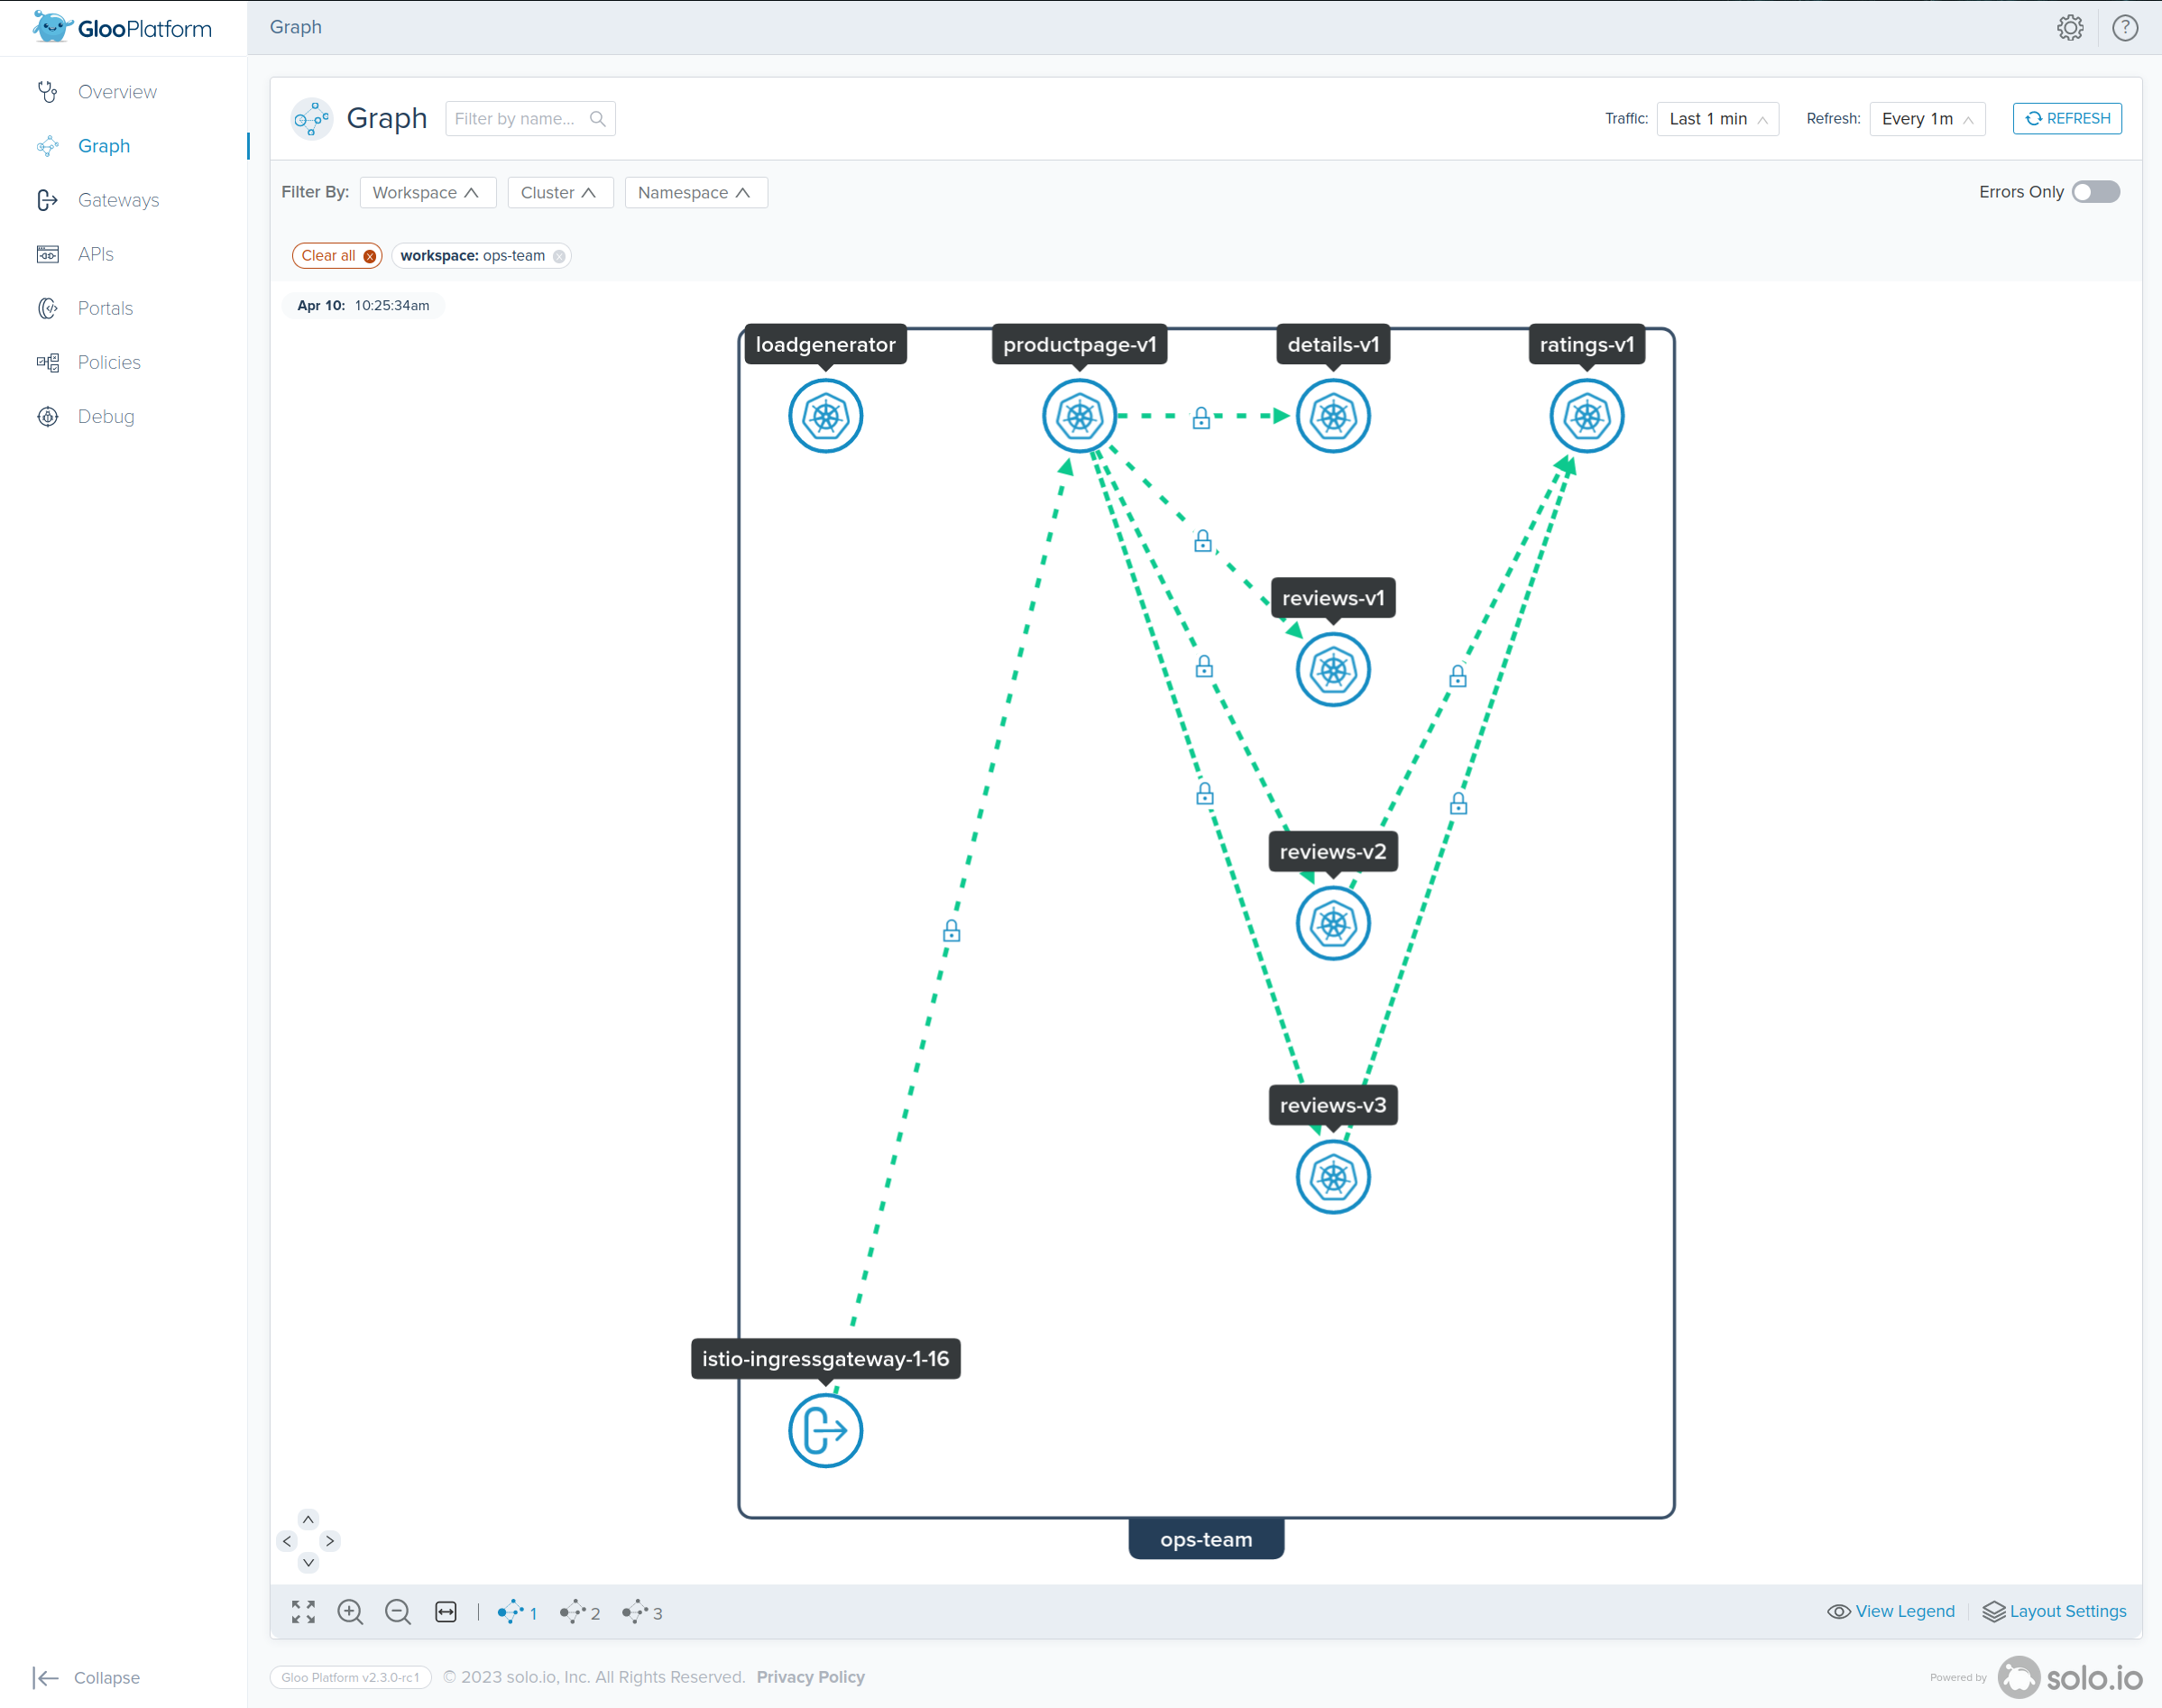 GlooPlatform
Graph
Overview
Graph
Gateways
APIs
Portals
Policies
Debug
Graph
Filter by name...
Traffic: Last 1 min
Refresh: Every 1m
REFRESH
Filter By: Workspace Cluster Namespace
Errors Only
Clear all
workspace: ops-team
Apr 10: 10:25:34am
loadgenerator
productpage-v1
details-v1
ratings-v1
reviews-v1
reviews-v2
reviews-v3
istio-ingressgateway-1-16
ops-team
1
2
3
View Legend
Layout Settings
Collapse
Gloo Platform v2.3.0-rc1
© 2023 solo.io, Inc. All Rights Reserved. Privacy Policy
Powered by
solo.io